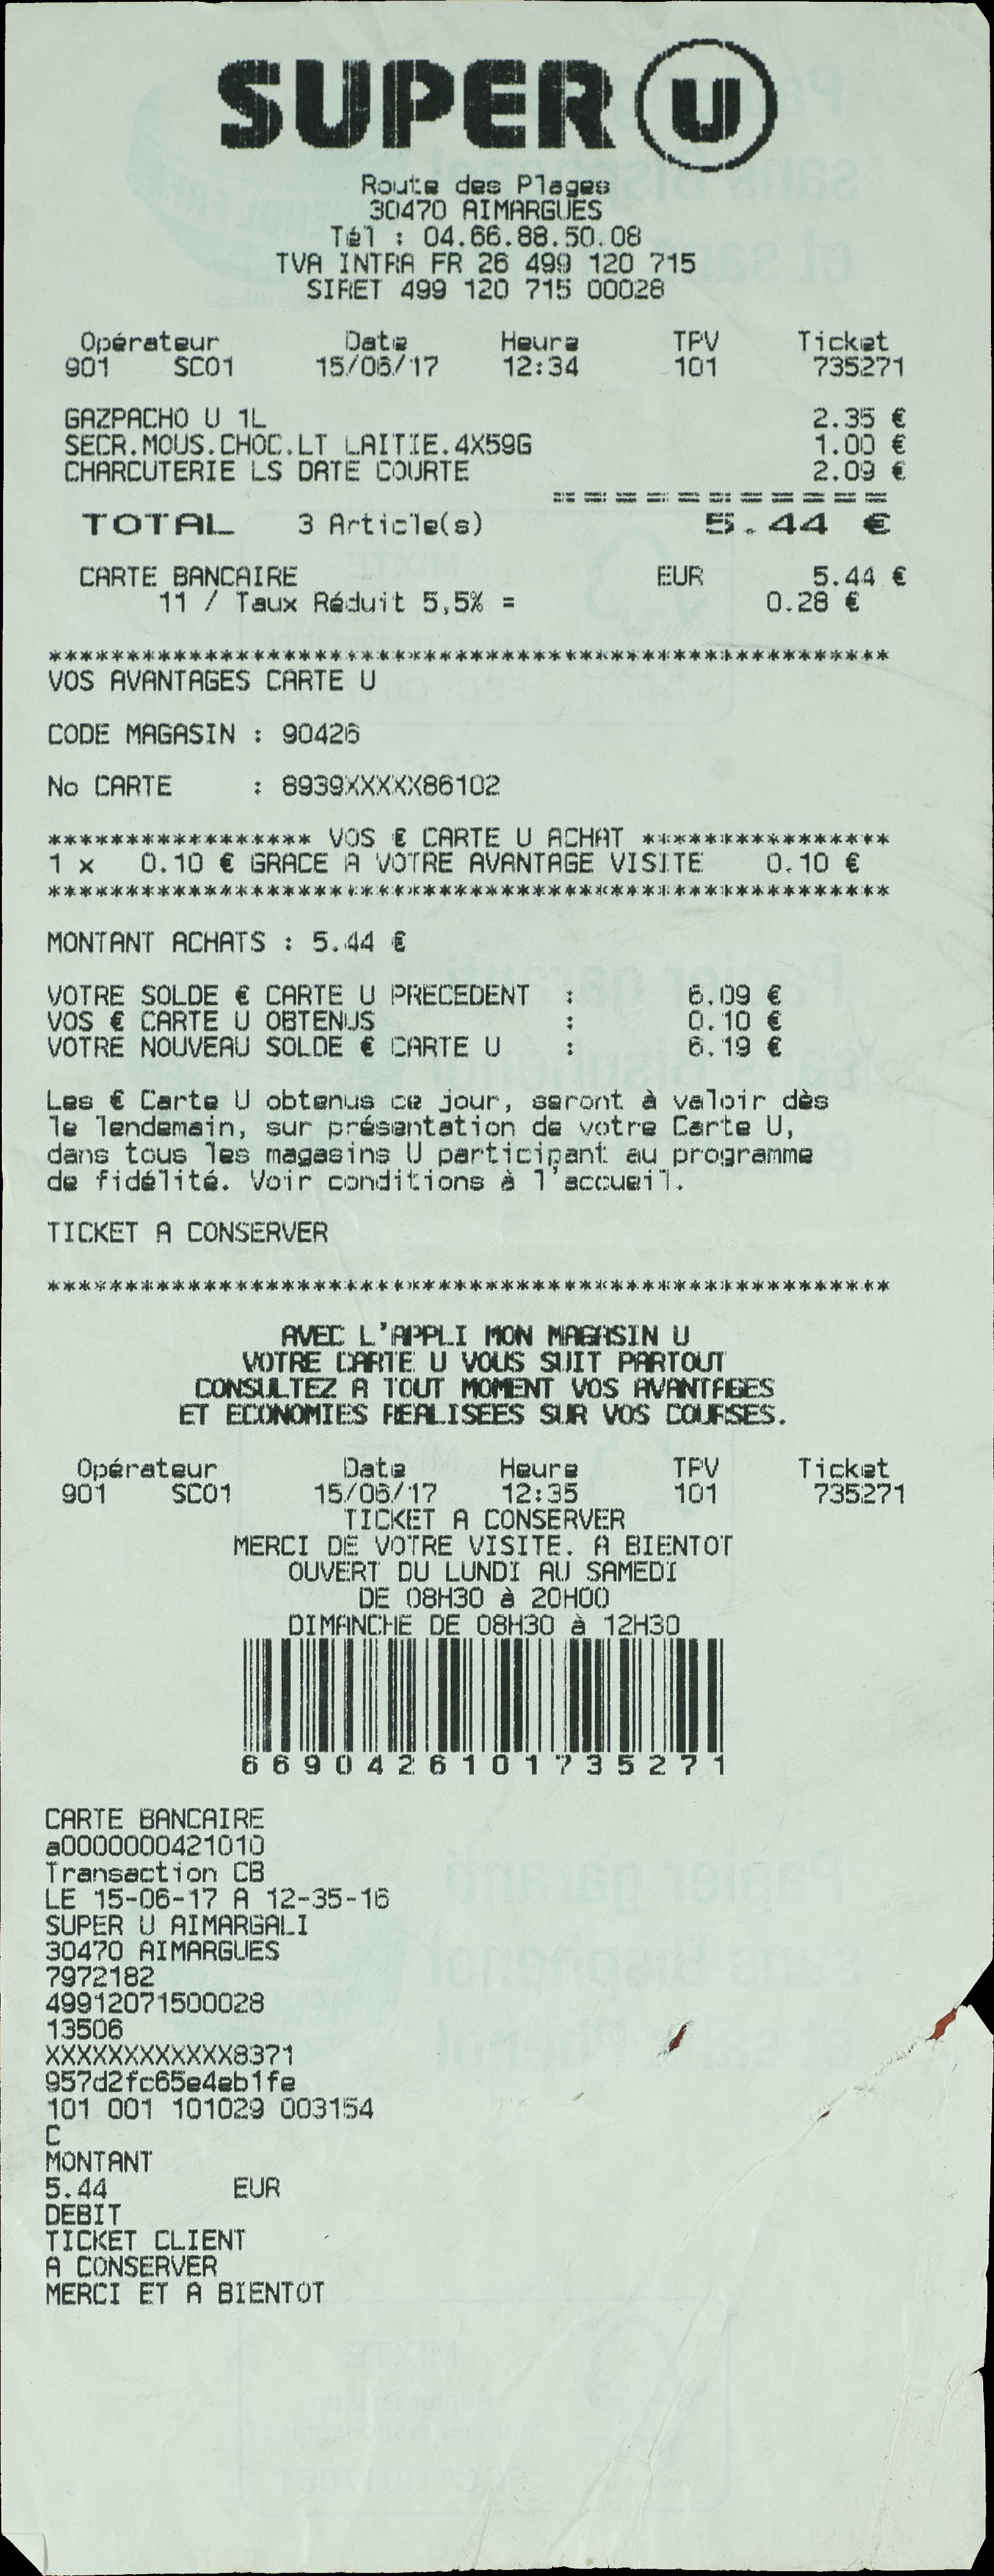 SUPER U
Route des Plages
30470 AIMARGUES
Tél : 04.66.88.50.08
TVA INTRA FR 26 499 120 715
SIRET 499 120 715 00028
Opérateur Date Heure TPV Ticket
901 SC01 15/06/17 12:34 101 735271
GAZPACHO U 1L 2.35 €
SECR.MOUS.CHOC.LT LAITIE.4X59G 1.00 €
CHARCUTERIE LS DATE COURTE 2.09 €
===========
TOTAL 3 Article(s) 5.44 €
CARTE BANCAIRE EUR 5.44 €
11 / Taux Réduit 5,5% = 0.28 €
******************************************************
VOS AVANTAGES CARTE U
CODE MAGASIN : 90426
No CARTE : 8939XXXXX86102
***************** VOS € CARTE U ACHAT ****************
1 x 0.10 € GRACE A VOTRE AVANTAGE VISITE 0.10 €
******************************************************
MONTANT ACHATS : 5.44 €
VOTRE SOLDE € CARTE U PRECEDENT : 6.09 €
VOS € CARTE U OBTENUS : 0.10 €
VOTRE NOUVEAU SOLDE € CARTE U : 6.19 €
Les € Carte U obtenus ce jour, seront à valoir dès
le lendemain, sur présentation de votre Carte U,
dans tous les magasins U participant au programme
de fidélité. Voir conditions à l'accueil.
TICKET A CONSERVER
******************************************************
AVEC L'APPLI MON MAGASIN U
VOTRE CARTE U VOUS SUIT PARTOUT
CONSULTEZ A TOUT MOMENT VOS AVANTAGES
ET ECONOMIES REALISEES SUR VOS COURSES.
Opérateur Date Heure TPV Ticket
901 SC01 15/06/17 12:35 101 735271
TICKET A CONSERVER
MERCI DE VOTRE VISITE. A BIENTOT
OUVERT DU LUNDI AU SAMEDI
DE 08H30 à 20H00
DIMANCHE DE 08H30 à 12H30
6690426101735271
CARTE BANCAIRE
a0000000421010
Transaction CB
LE 15-06-17 A 12-35-16
SUPER U AIMARGALI
30470 AIMARGUES
7972182
49912071500028
13506
XXXXXXXXXXXX8371
957d2fc65e4eb1fe
101 001 101029 003154
C
MONTANT
5.44 EUR
DEBIT
TICKET CLIENT
A CONSERVER
MERCI ET A BIENTOT